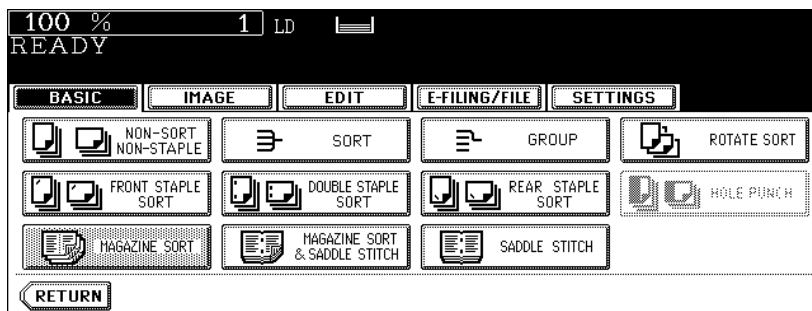 100 % 1 LD
READY
BASIC IMAGE EDIT E-FILING/FILE SETTINGS
NON-SORT
NON-STAPLE
SORT
GROUP
ROTATE SORT
FRONT STAPLE
SORT
DOUBLE STAPLE
SORT
REAR STAPLE
SORT
HOLE PUNCH
MAGAZINE SORT
MAGAZINE SORT
& SADDLE STITCH
SADDLE STITCH
RETURN